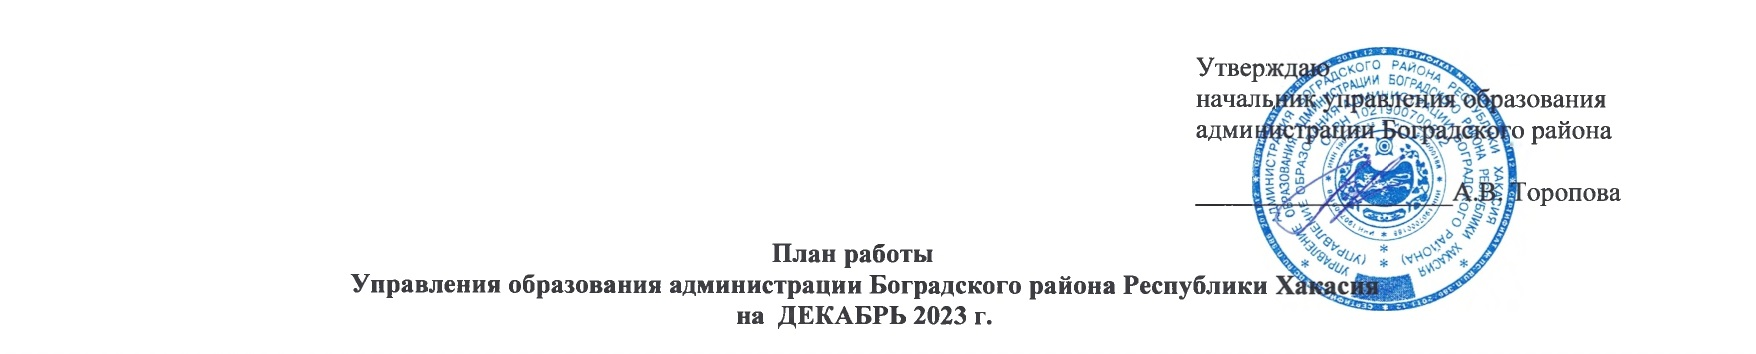 Утверждаю
начальник управления образования
администрации Боградского района
____________________А.В. Торопова
План работы
Управления образования администрации Боградского района Республики Хакасия
на ДЕКАБРЬ 2023 г.